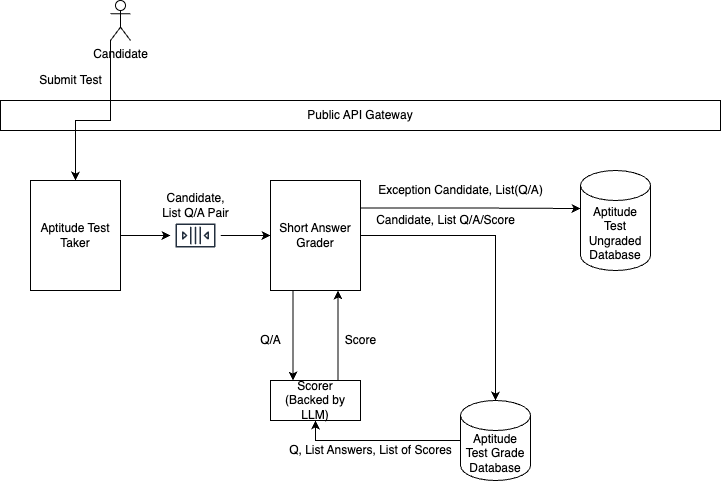 Candidate
Submit Test
Public API Gateway
Aptitude Test
Taker
Candidate,
List Q/A Pair
Short Answer
Grader
Exception Candidate, List(Q/A)
Candidate, List Q/A/Score
Aptitude
Test
Ungraded
Database
Q/A
Score
Scorer
(Backed by
LLM)
Q, List Answers, List of Scores
Aptitude
Test Grade
Database